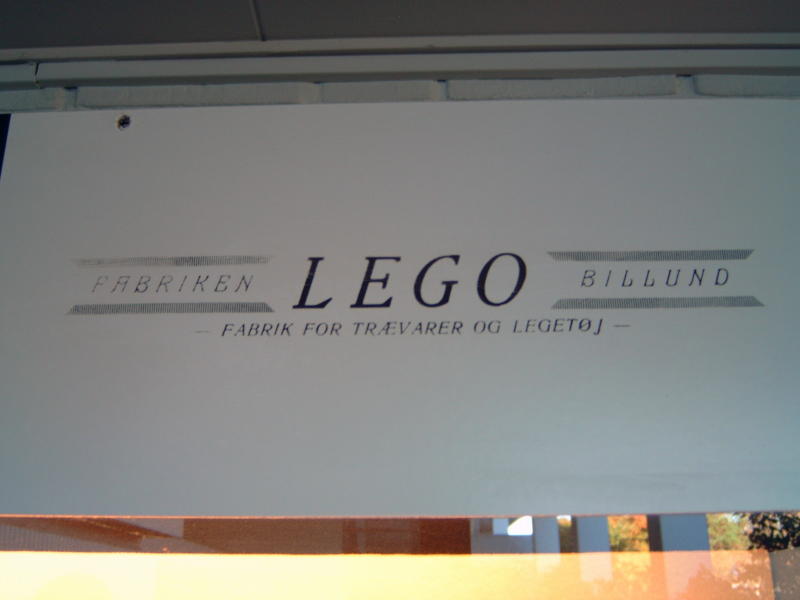 FABRIKEN LEGO BILLUND
— FABRIK FOR TRÆVARER OG LEGETØJ —